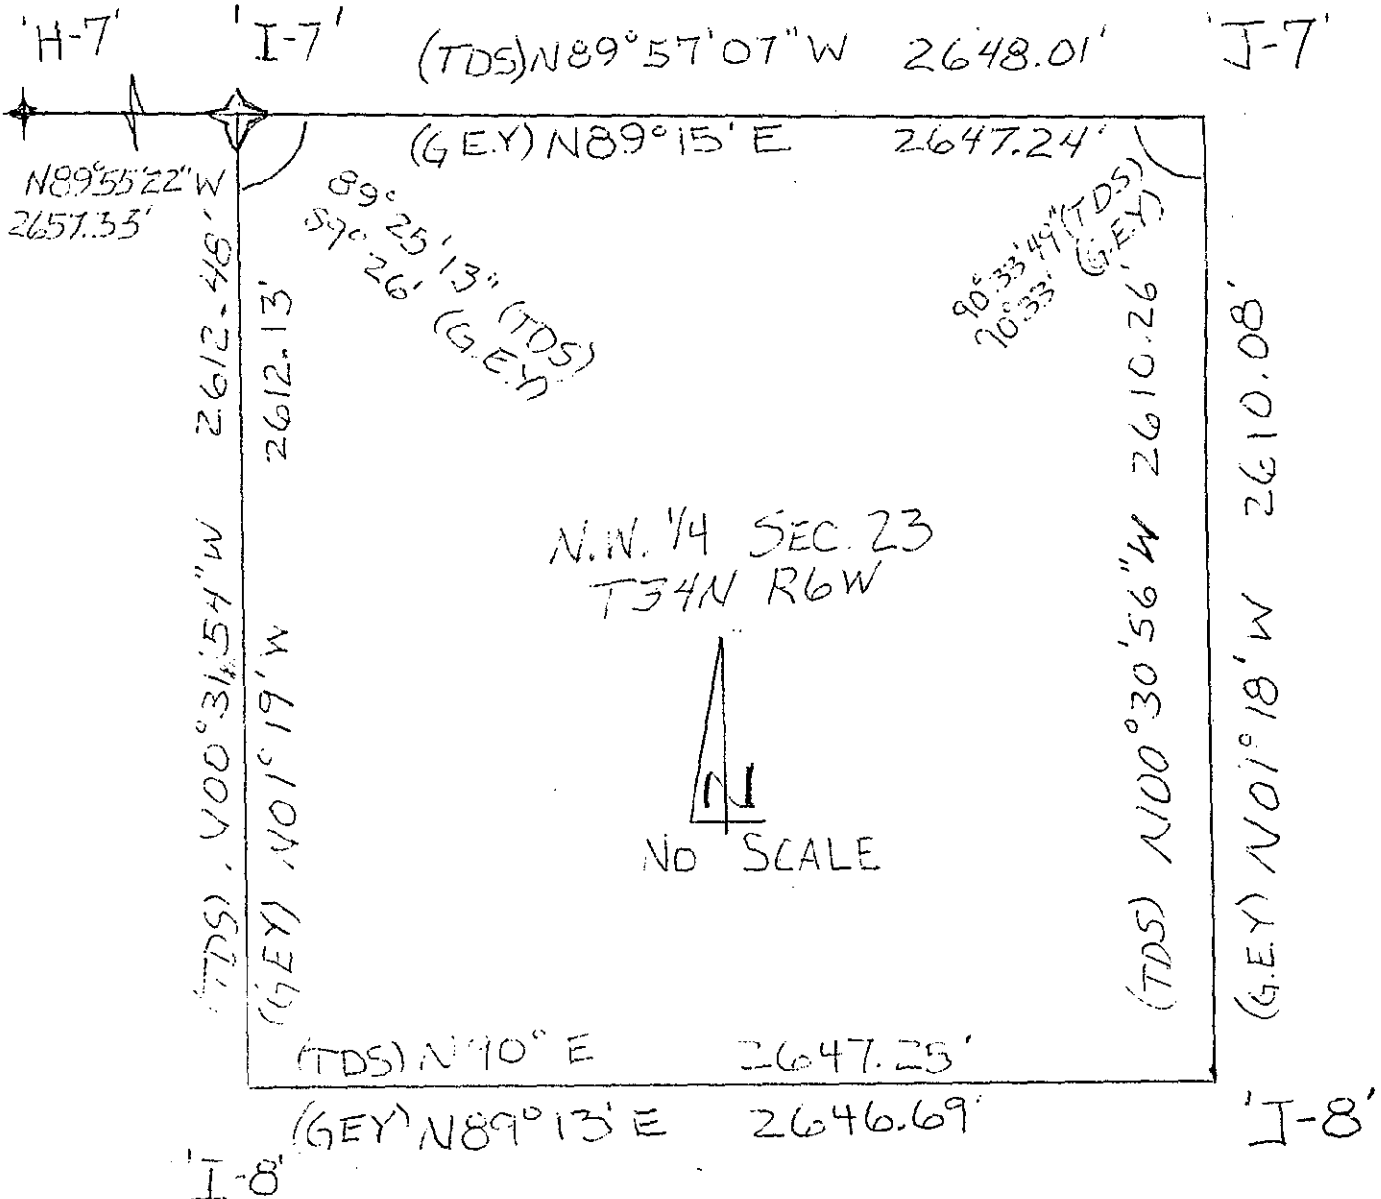 'H-7' 'I-7' (TDS)N89°57'07"W 2648.01' 'J-7'
(G.E.Y) N89°15' E 2647.24'
N89°55'22"W
2657.33'
89°25'13" (TDS)
59°26' (G.E.Y)
90°33'49" (TDS)
90°33' (G.E.Y)
(TDS) N00°31'54"W 2612.48'
(G.E.Y) N01°19'W 2612.13'
N.W. 1/4 SEC. 23
T34N R6W
N
NO SCALE
(TDS) N00°30'56"W 2610.26'
(G.E.Y) N01°18'W 2610.08'
(TDS) N90° E 2647.25'
(GEY) N89°13' E 2646.69'
'I-8' 'J-8'